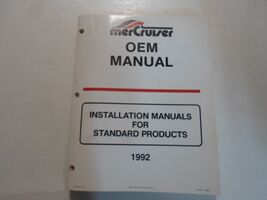 merCruiser
OEM
MANUAL
INSTALLATION MANUALS
FOR
STANDARD PRODUCTS
1992